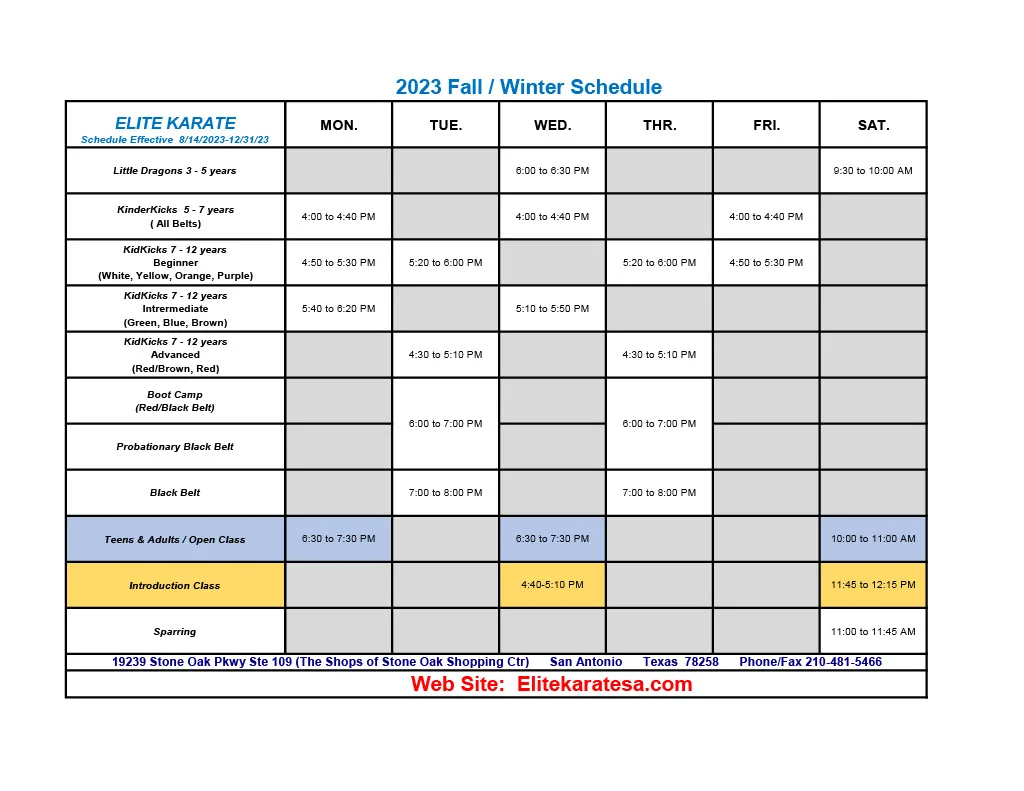 2023 Fall / Winter Schedule
ELITE KARATE
Schedule Effective 8/14/2023-12/31/23
MON. TUE. WED. THR. FRI. SAT.
Little Dragons 3 - 5 years
6:00 to 6:30 PM 9:30 to 10:00 AM
KinderKicks 5 - 7 years
( All Belts)
4:00 to 4:40 PM 4:00 to 4:40 PM 4:00 to 4:40 PM
KidKicks 7 - 12 years
Beginner
(White, Yellow, Orange, Purple)
4:50 to 5:30 PM 5:20 to 6:00 PM 5:20 to 6:00 PM 4:50 to 5:30 PM
KidKicks 7 - 12 years
Intrermediate
(Green, Blue, Brown)
5:40 to 6:20 PM 5:10 to 5:50 PM
KidKicks 7 - 12 years
Advanced
(Red/Brown, Red)
4:30 to 5:10 PM 4:30 to 5:10 PM
Boot Camp
(Red/Black Belt)
6:00 to 7:00 PM 6:00 to 7:00 PM
Probationary Black Belt
Black Belt 7:00 to 8:00 PM 7:00 to 8:00 PM
Teens & Adults / Open Class 6:30 to 7:30 PM 6:30 to 7:30 PM 10:00 to 11:00 AM
Introduction Class 4:40-5:10 PM 11:45 to 12:15 PM
Sparring 11:00 to 11:45 AM
19239 Stone Oak Pkwy Ste 109 (The Shops of Stone Oak Shopping Ctr) San Antonio Texas 78258 Phone/Fax 210-481-5466
Web Site: Elitekaratesa.com